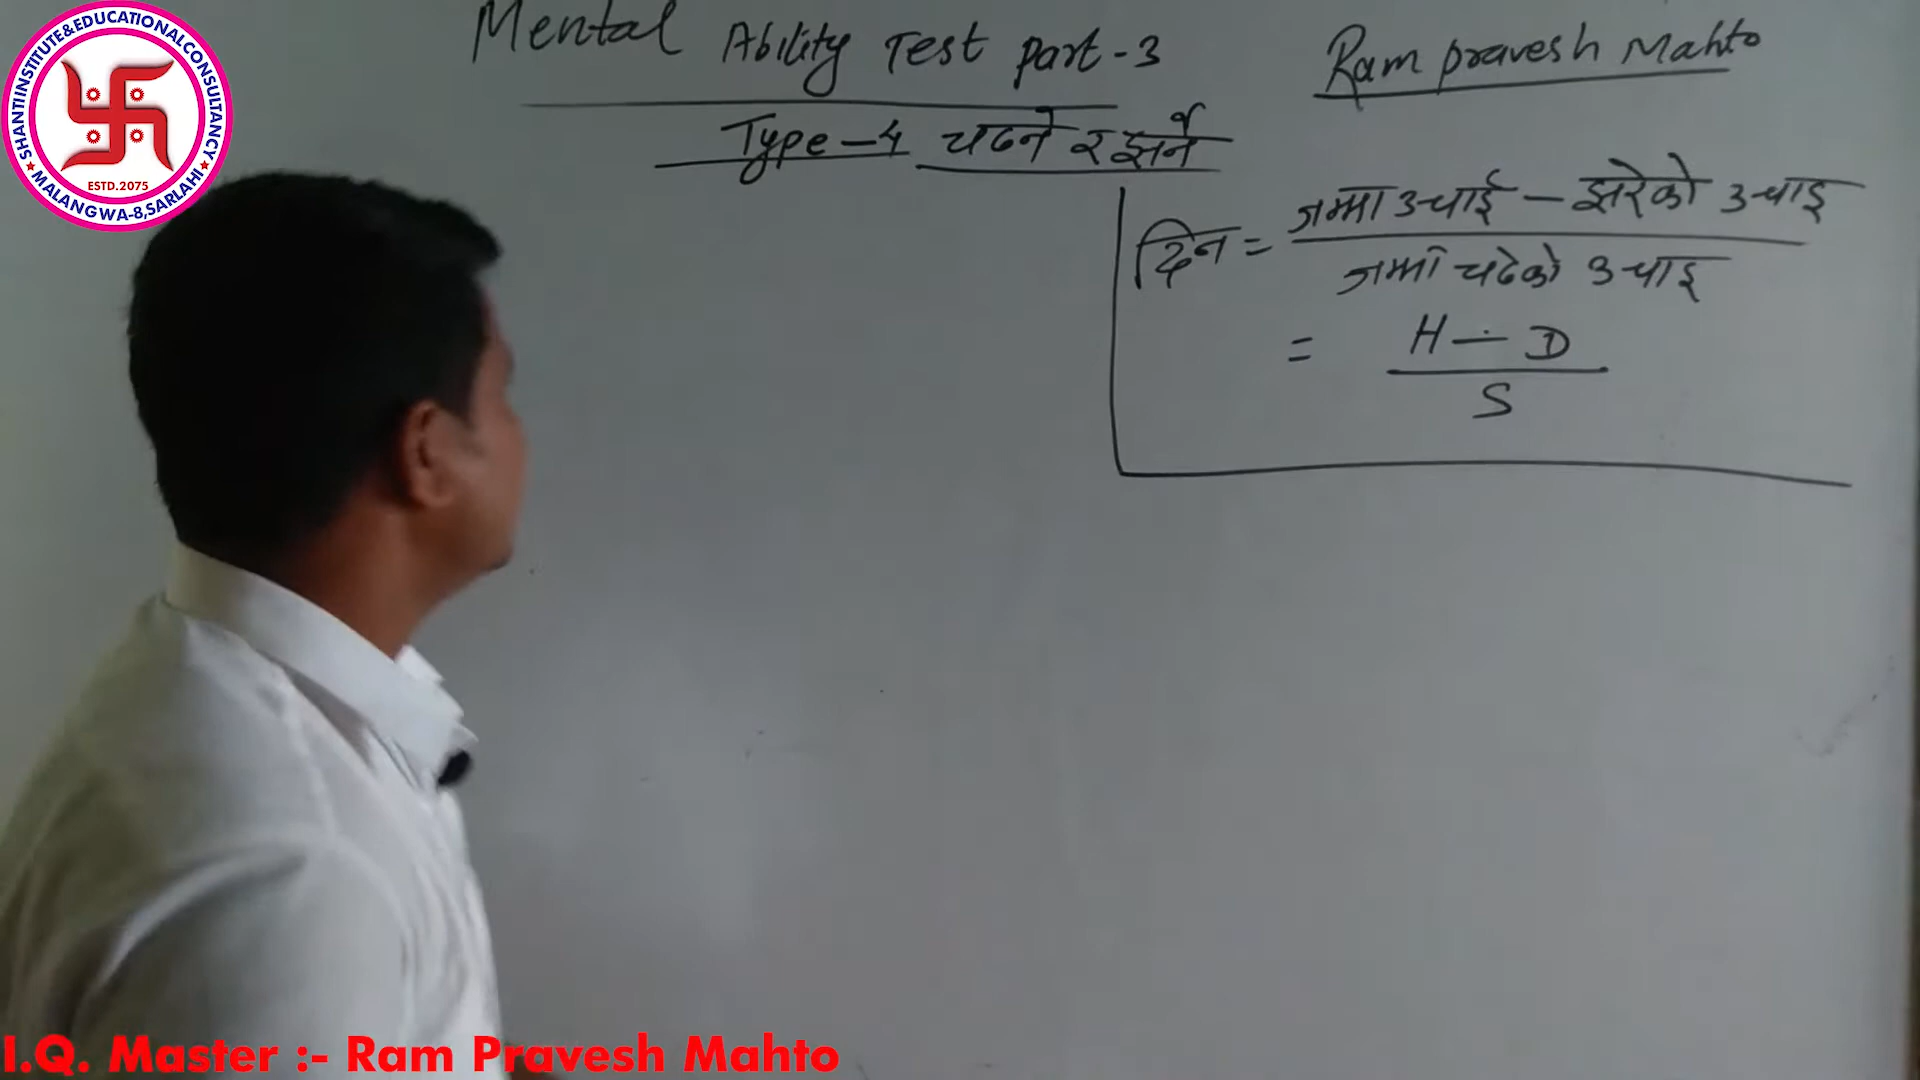 SHANTI INSTITUTE & EDUCATIONAL CONSULTANCY
ESTD.2075
★ MALANGWA-8, SARLAHI ★
Mental Ability Test part-3
Ram pravesh Mahto
Type-4 चढने र झर्ने
दिन = जम्मा उचाई - झरेको उचाइ
जम्मा चढेको उचाइ
= H - D
S
I.Q. Master :- Ram Pravesh Mahto